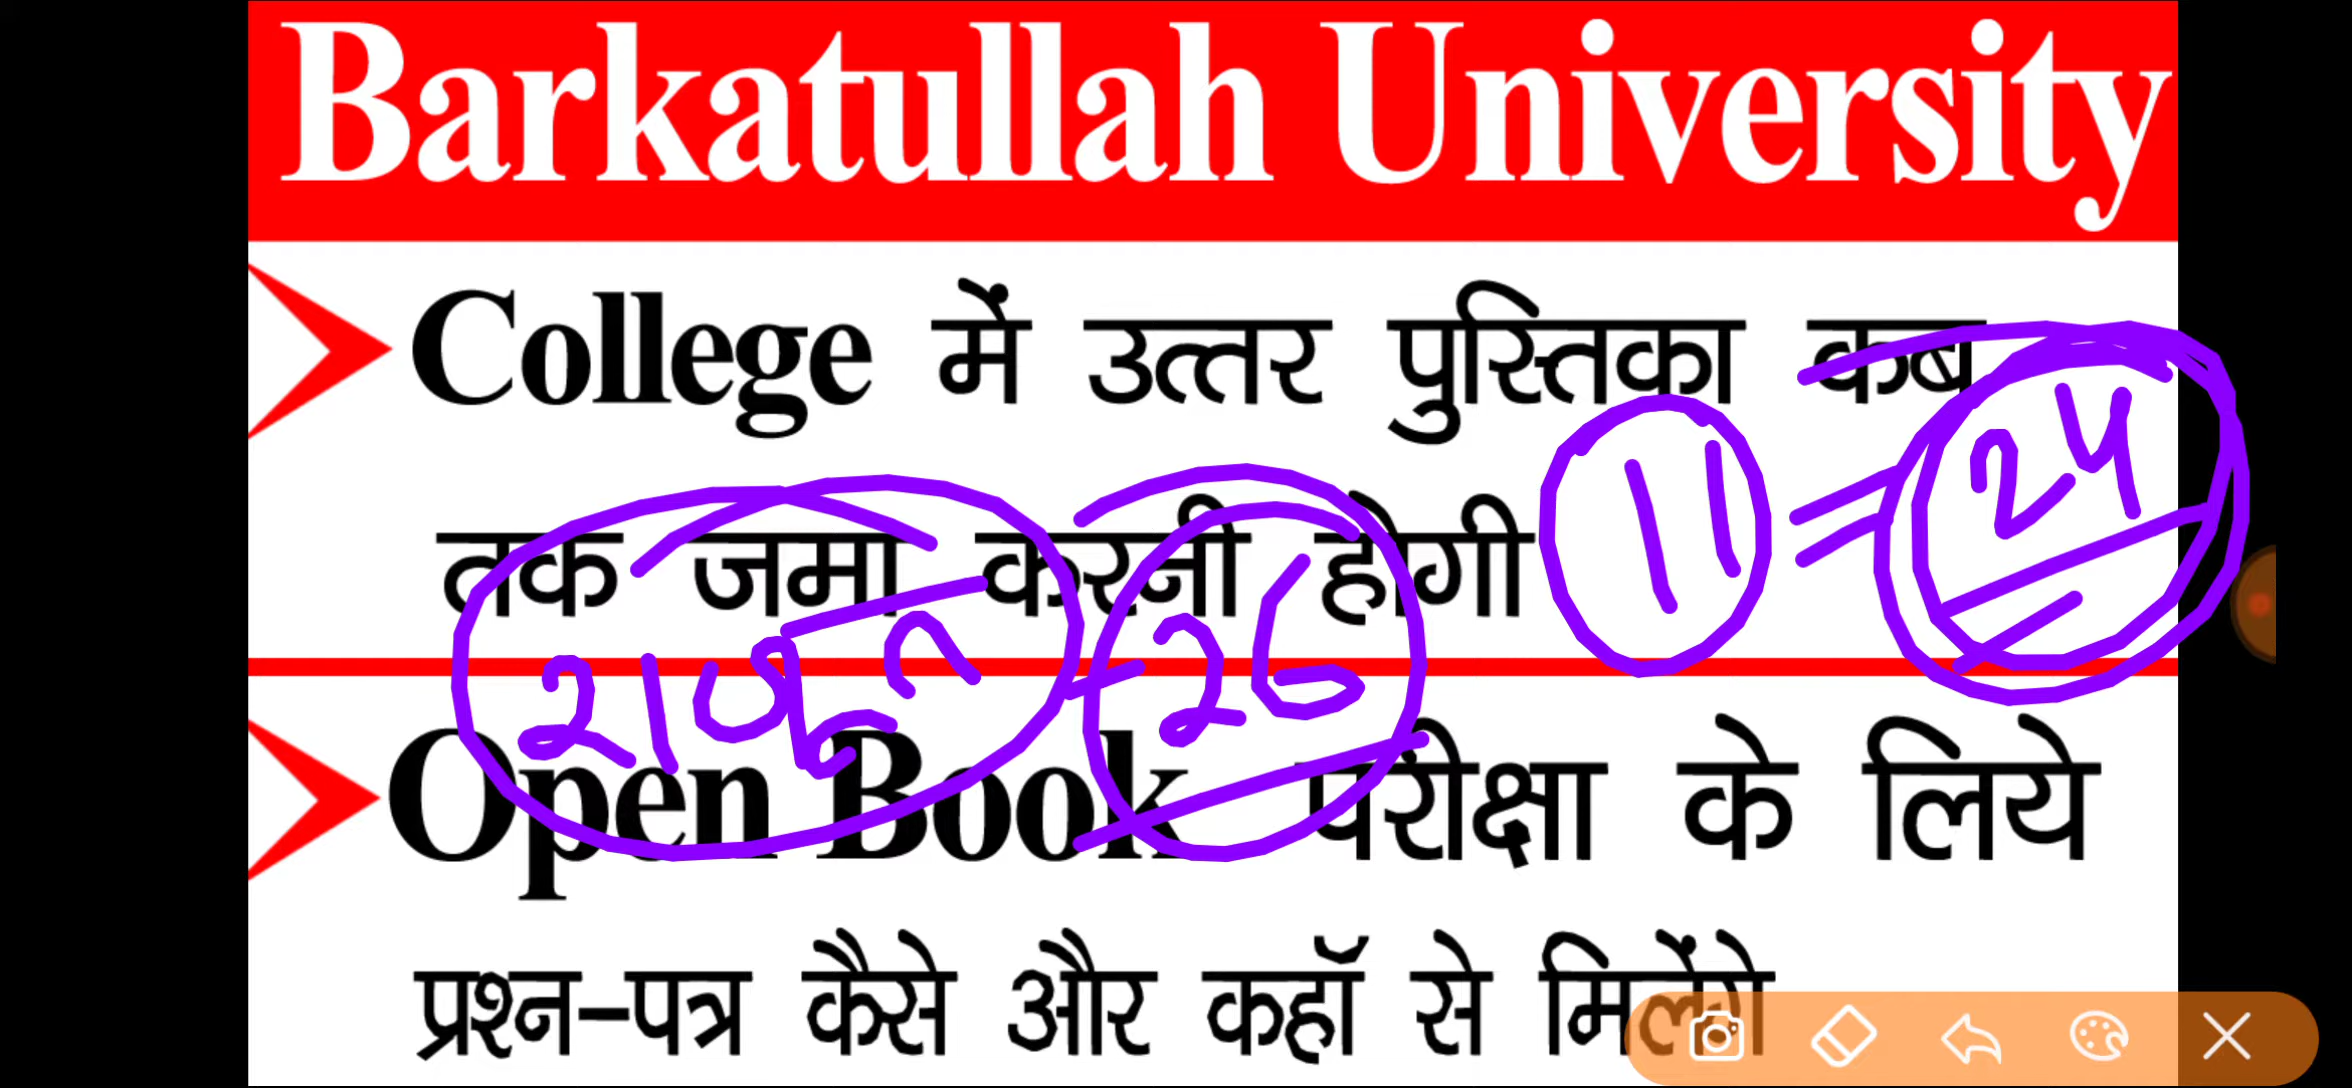 Barkatullah University
College में उत्तर पुस्तिका कब
तक जमा करनी होगी
11 = 24
26
Open Book परीक्षा के लिये
प्रश्न-पत्र कैसे और कहाँ से मिलेंगे